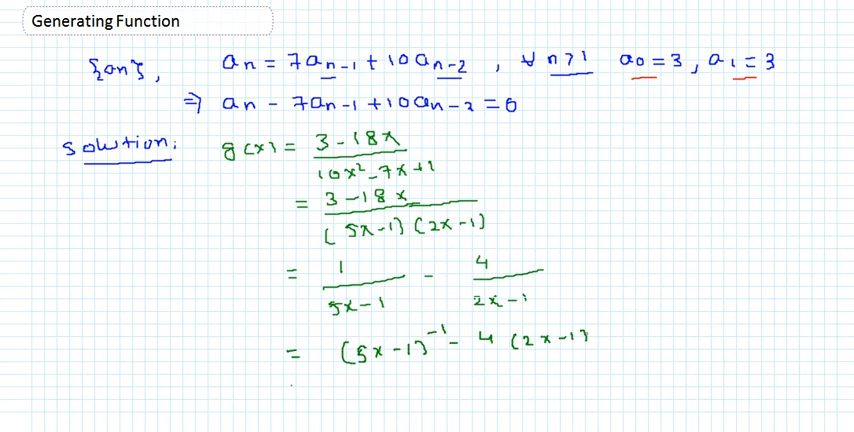 Generating Function
{an}, an = 7an-1 + 10an-2, ∀ n>1 a0 = 3, a1 = 3
⇒ an - 7an-1 + 10an-2 = 0
Solution: g(x) = 3-18x / 10x²-7x+1
= 3-18x / (5x-1)(2x-1)
= 1 / 5x-1 - 4 / 2x-1
= (5x-1)⁻¹ - 4(2x-1)